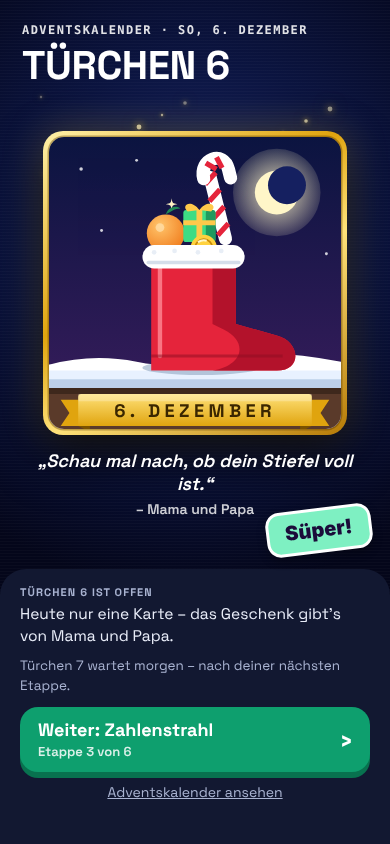 ADVENTSKALENDER · SO, 6. DEZEMBER
TÜRCHEN 6
6. DEZEMBER
„Schau mal nach, ob dein Stiefel voll
ist.“
– Mama und Papa
Süper!
TÜRCHEN 6 IST OFFEN
Heute nur eine Karte – das Geschenk gibt's
von Mama und Papa.
Türchen 7 wartet morgen – nach deiner nächsten
Etappe.
Weiter: Zahlenstrahl
Etappe 3 von 6
>
Adventskalender ansehen